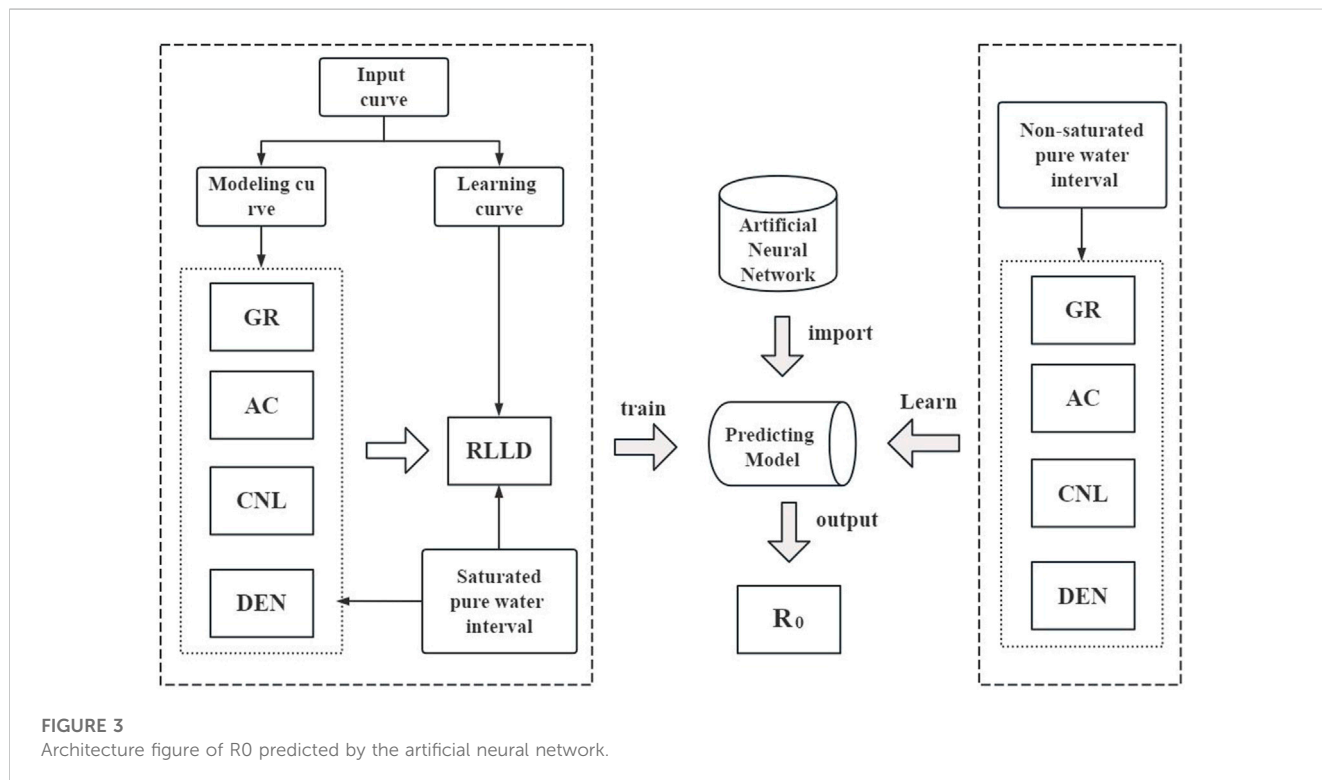 Input
curve
Modeling cu
rve
Learning
curve
GR
AC
CNL
DEN
RLLD
Saturated
pure water
interval
train
Artificial
Neural
Network
import
Predicting
Model
output
R₀
Learn
Non-saturated
pure water
interval
GR
AC
CNL
DEN
FIGURE 3
Architecture figure of R0 predicted by the artificial neural network.